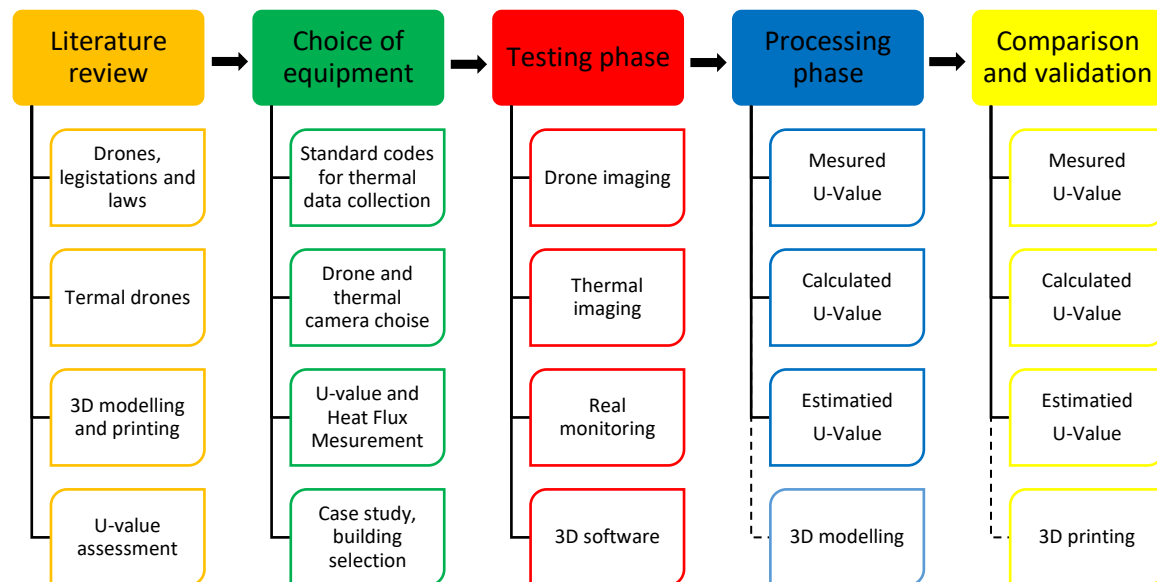 Literature
review
Drones,
legistations and
laws
Termal drones
3D modelling
and printing
U-value
assessment
Choice of
equipment
Standard codes
for thermal
data collection
Drone and
thermal
camera choise
U-value and
Heat Flux
Mesurement
Case study,
building
selection
Testing phase
Drone imaging
Thermal
imaging
Real
monitoring
3D software
Processing
phase
Mesured
U-Value
Calculated
U-Value
Estimatied
U-Value
3D modelling
Comparison
and validation
Mesured
U-Value
Calculated
U-Value
Estimatied
U-Value
3D printing